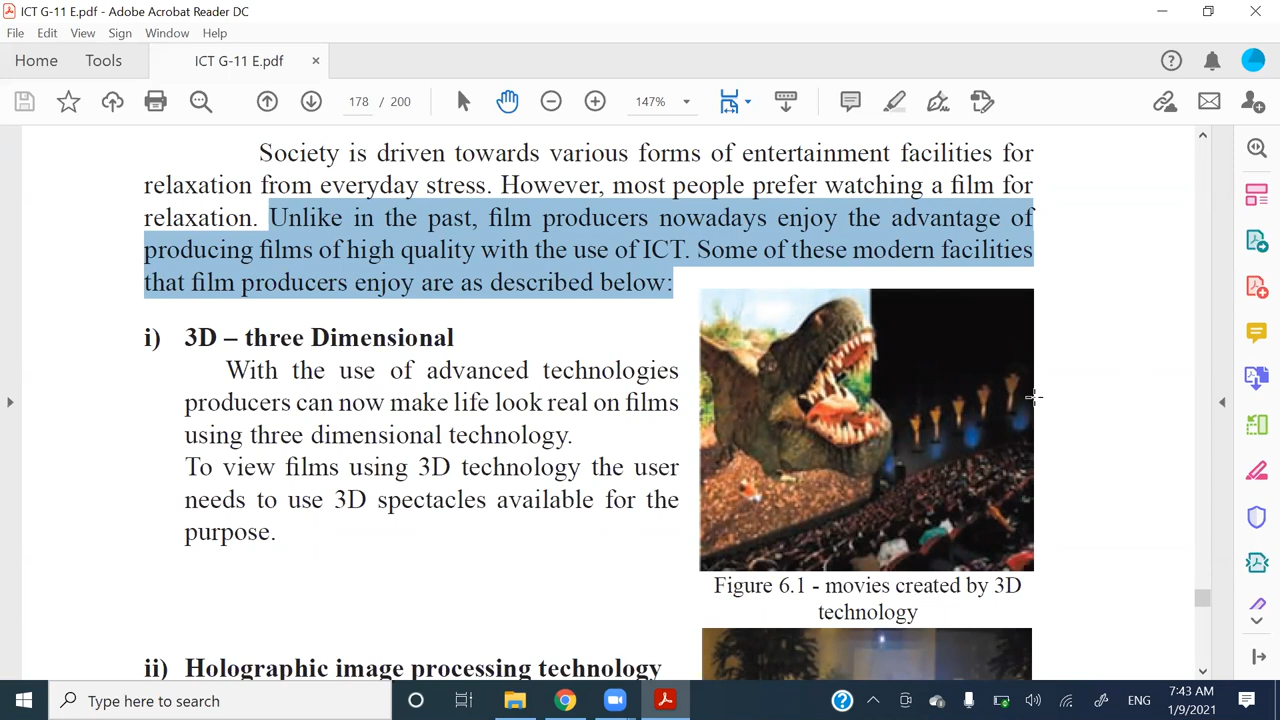 ICT G-11 E.pdf - Adobe Acrobat Reader DC
File Edit View Sign Window Help
Home Tools ICT G-11 E.pdf
178 / 200 147%
Society is driven towards various forms of entertainment facilities for
relaxation from everyday stress. However, most people prefer watching a film for
relaxation. Unlike in the past, film producers nowadays enjoy the advantage of
producing films of high quality with the use of ICT. Some of these modern facilities
that film producers enjoy are as described below:
i) 3D – three Dimensional
With the use of advanced technologies
producers can now make life look real on films
using three dimensional technology.
To view films using 3D technology the user
needs to use 3D spectacles available for the
purpose.
Figure 6.1 - movies created by 3D
technology
ii) Holographic image processing technology
Type here to search
ENG
7:43 AM
1/9/2021